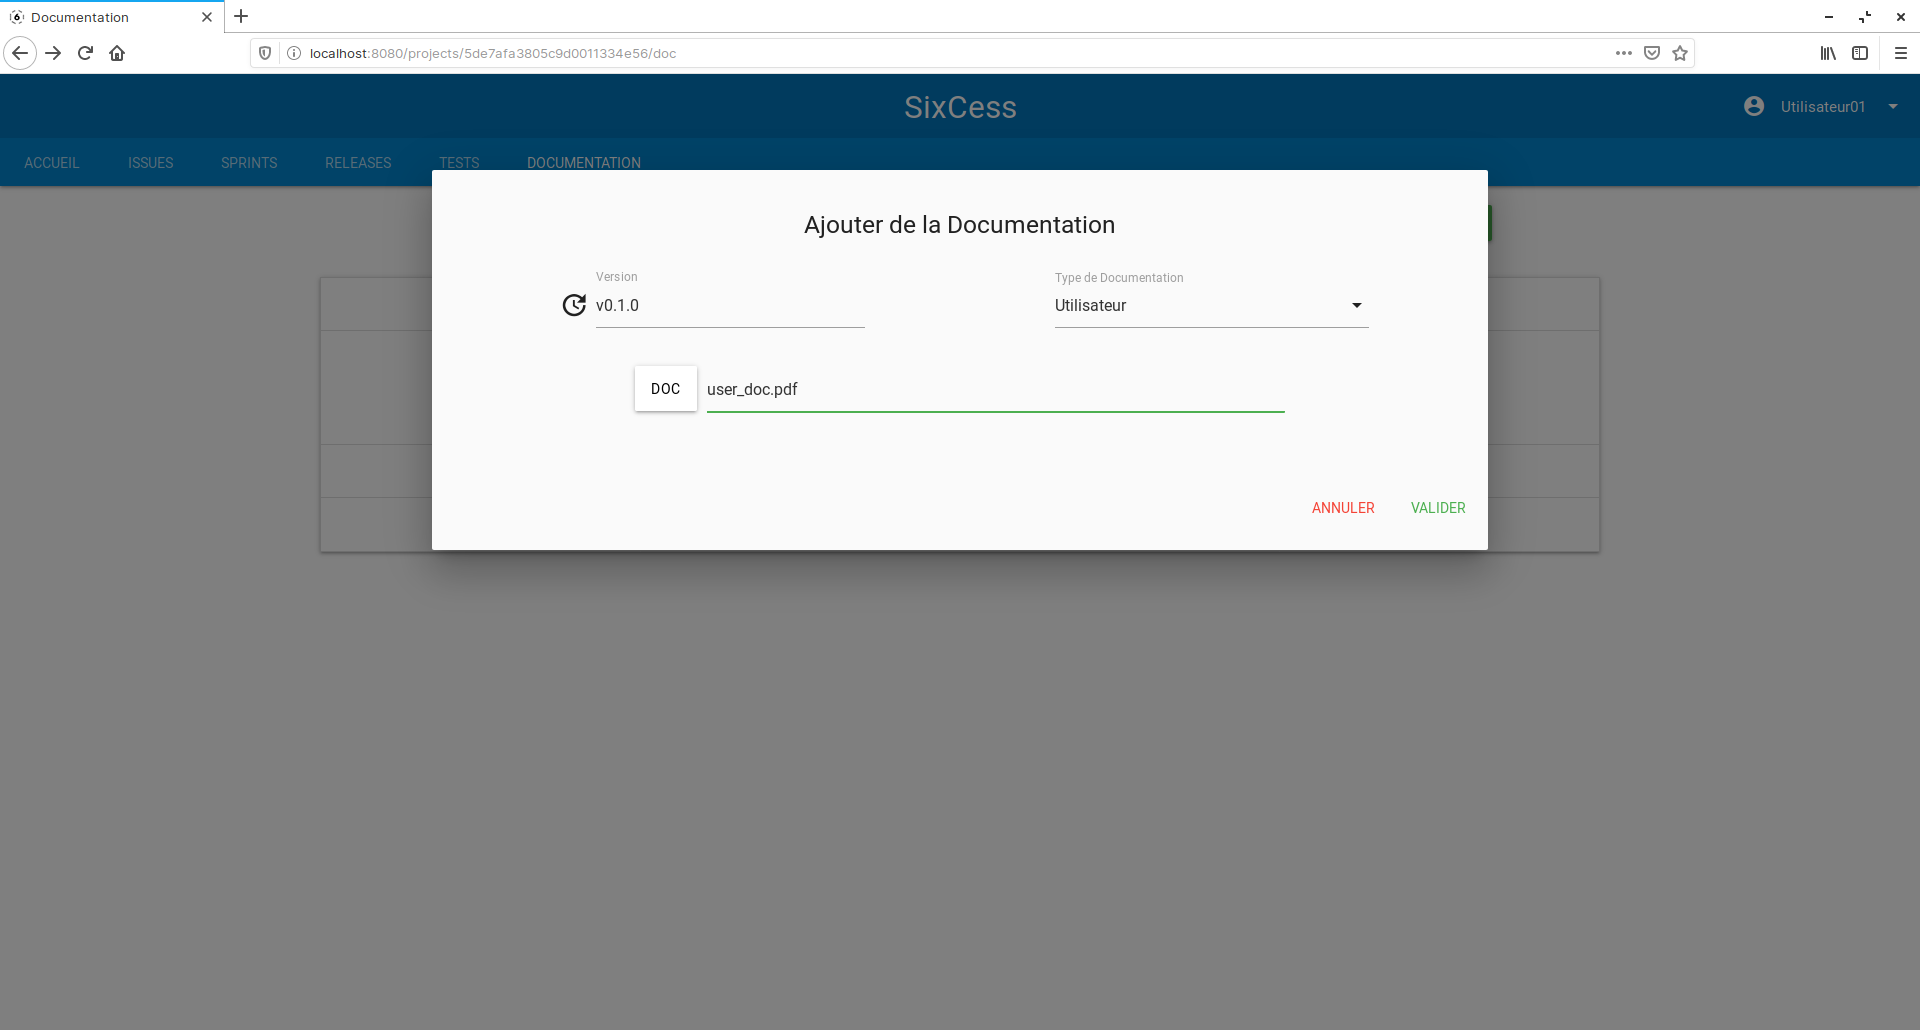 Documentation
localhost:8080/projects/5de7afa3805c9d0011334e56/doc
SixCess
Utilisateur01
ACCUEIL ISSUES SPRINTS RELEASES TESTS DOCUMENTATION
Ajouter de la Documentation
Version
Type de Documentation
v0.1.0
Utilisateur
DOC
user_doc.pdf
ANNULER VALIDER